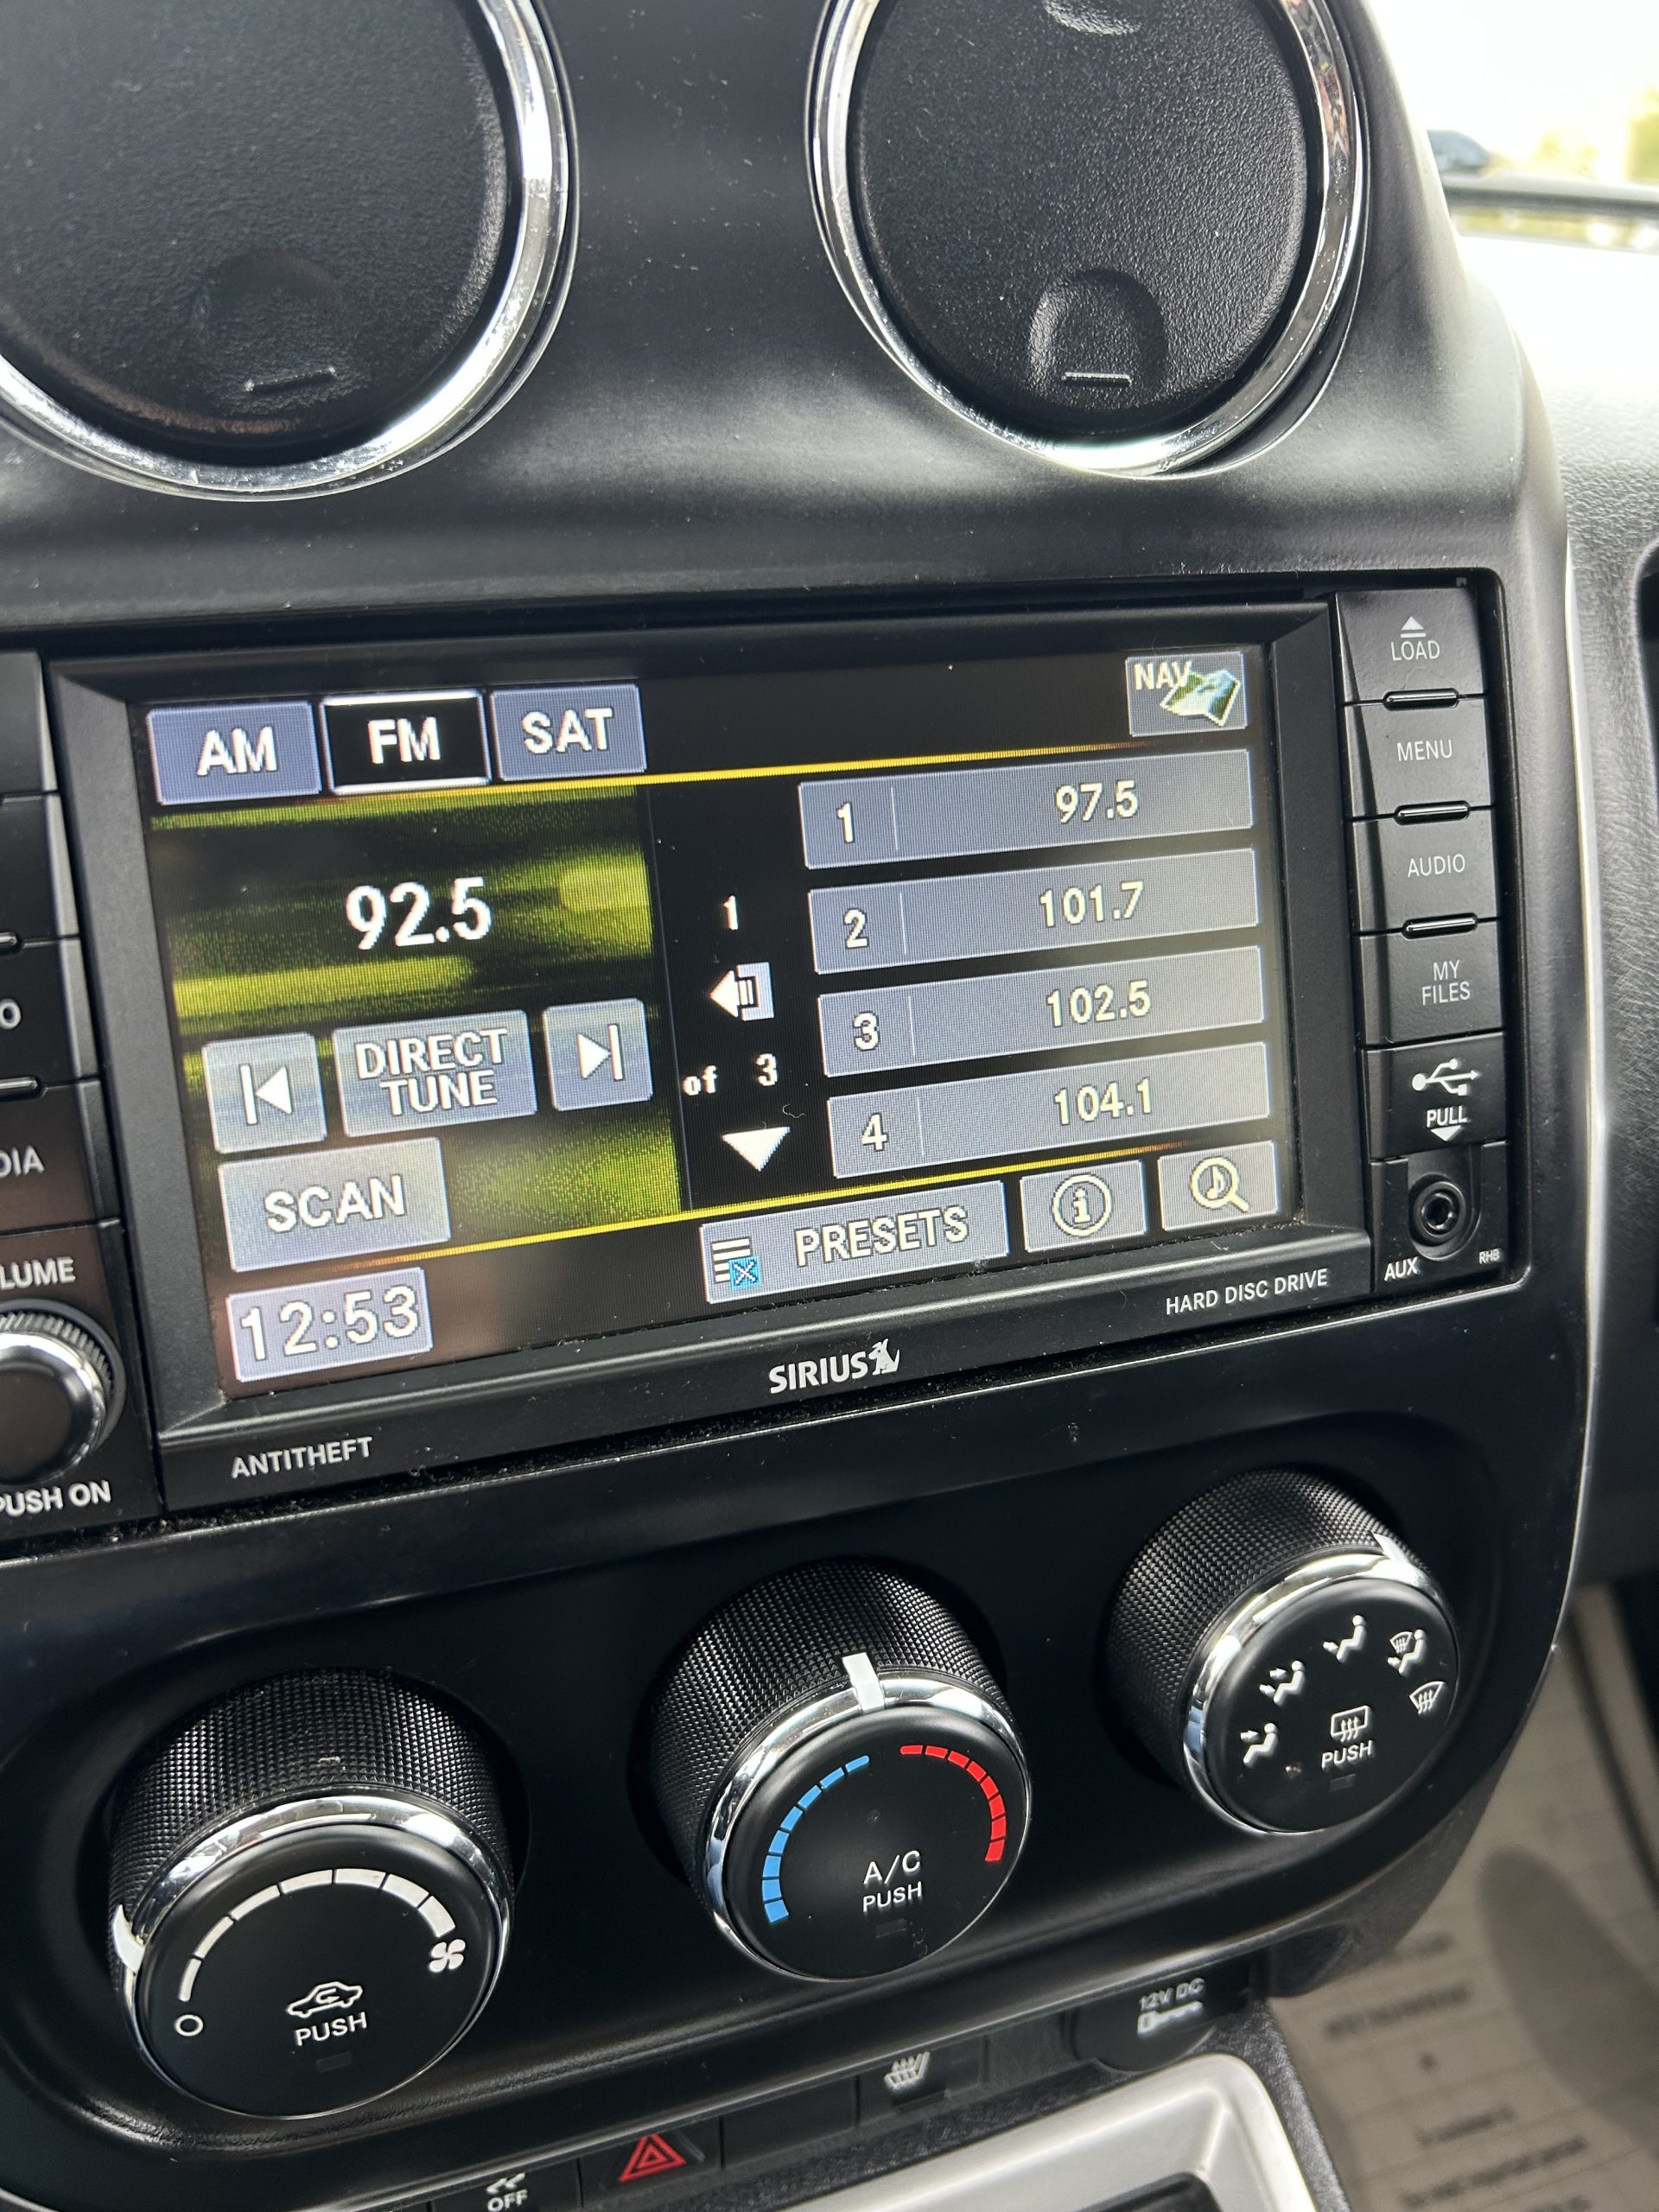 LOAD
NAV
AM FM SAT
MENU
1 97.5
92.5
1
2 101.7
AUDIO
3 102.5
MY
FILES
DIRECT
TUNE
of 3
4 104.1
PULL
SCAN
PRESETS
AUX
RHB
12:53
HARD DISC DRIVE
SIRIUS
ANTITHEFT
PUSH ON
PUSH
A/C
PUSH
PUSH
12V DC
OFF